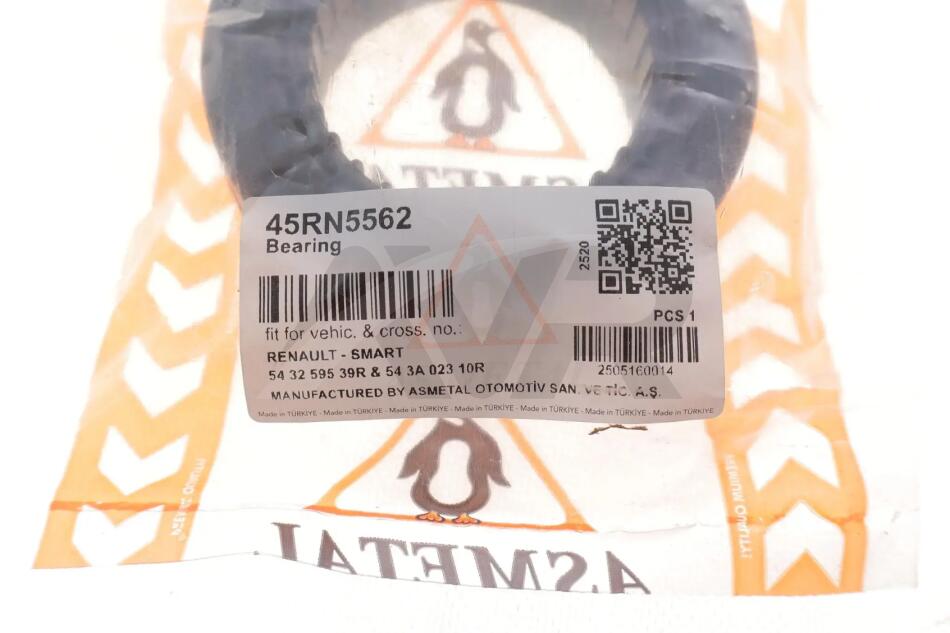 ASMETAL
45RN5562
Bearing
2520
PCS 1
fit for vehic. & cross. no.:
RENAULT - SMART
54 32 595 39R & 54 3A 023 10R
2505160014
MANUFACTURED BY ASMETAL OTOMOTİV SAN. VE TİC. A.Ş.
Made in TÜRKİYE - Made in TÜRKİYE - Made in TÜRKİYE - Made in TÜRKİYE - Made in TÜRKİYE - Made in TÜRKİYE - Made in TÜRKİYE
ASMETAL